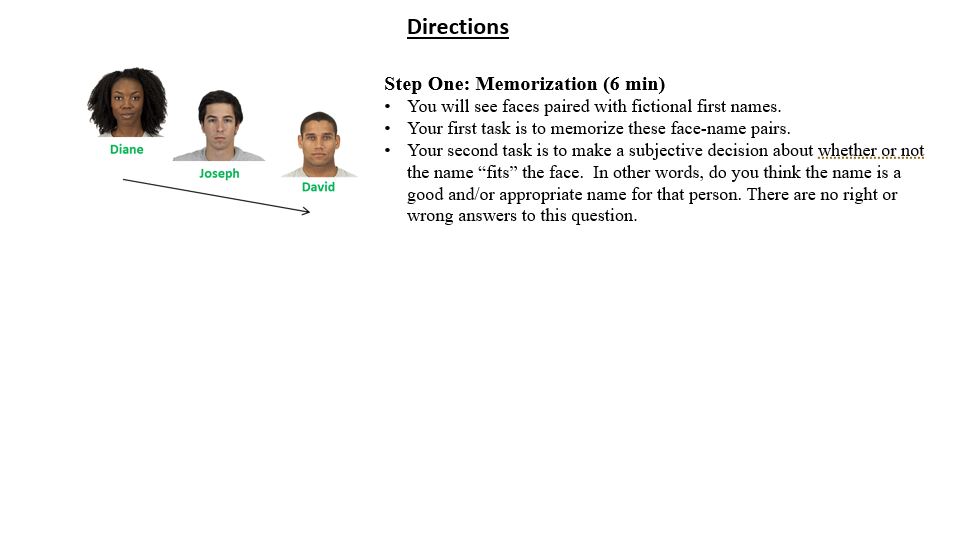 Directions
Diane
Joseph
David
Step One: Memorization (6 min)
• You will see faces paired with fictional first names.
• Your first task is to memorize these face-name pairs.
• Your second task is to make a subjective decision about whether or not
the name “fits” the face.  In other words, do you think the name is a
good and/or appropriate name for that person. There are no right or
wrong answers to this question.